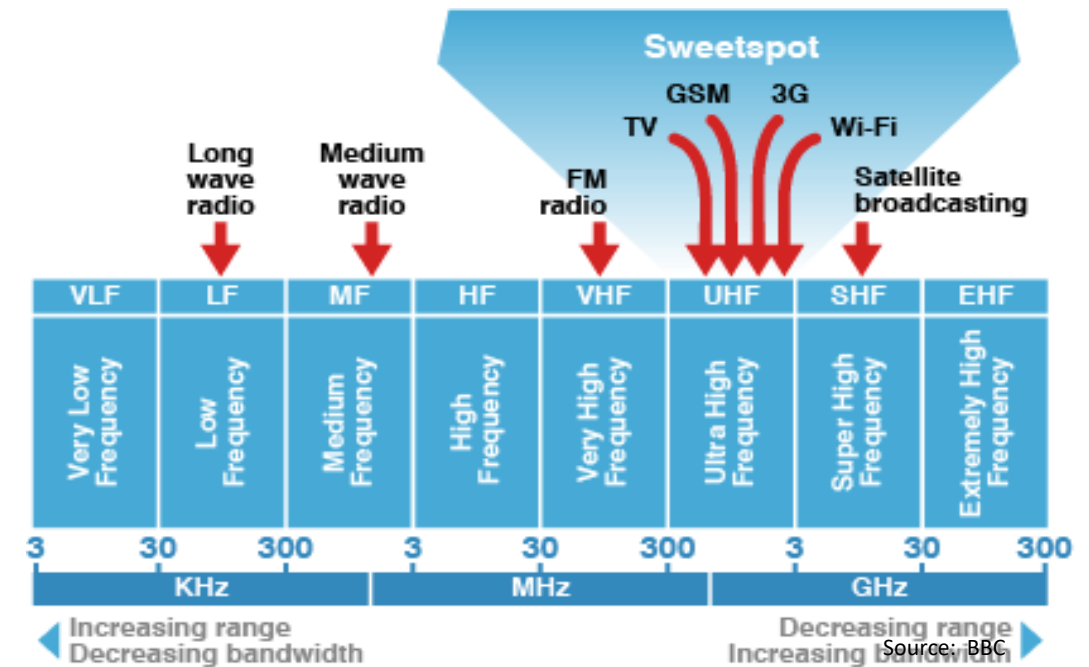 Sweetspot
GSM 3G
TV Wi-Fi
Long
wave
radio
Medium
wave
radio
FM
radio
Satellite
broadcasting
VLF LF MF HF VHF UHF SHF EHF
Very Low
Frequency
Low
Frequency
Medium
Frequency
High
Frequency
Very High
Frequency
Ultra High
Frequency
Super High
Frequency
Extremely High
Frequency
3 30 300 3 30 300 3 30 300
KHz MHz GHz
Increasing range
Decreasing bandwidth
Decreasing range
Increasing bandwidth
Source: BBC